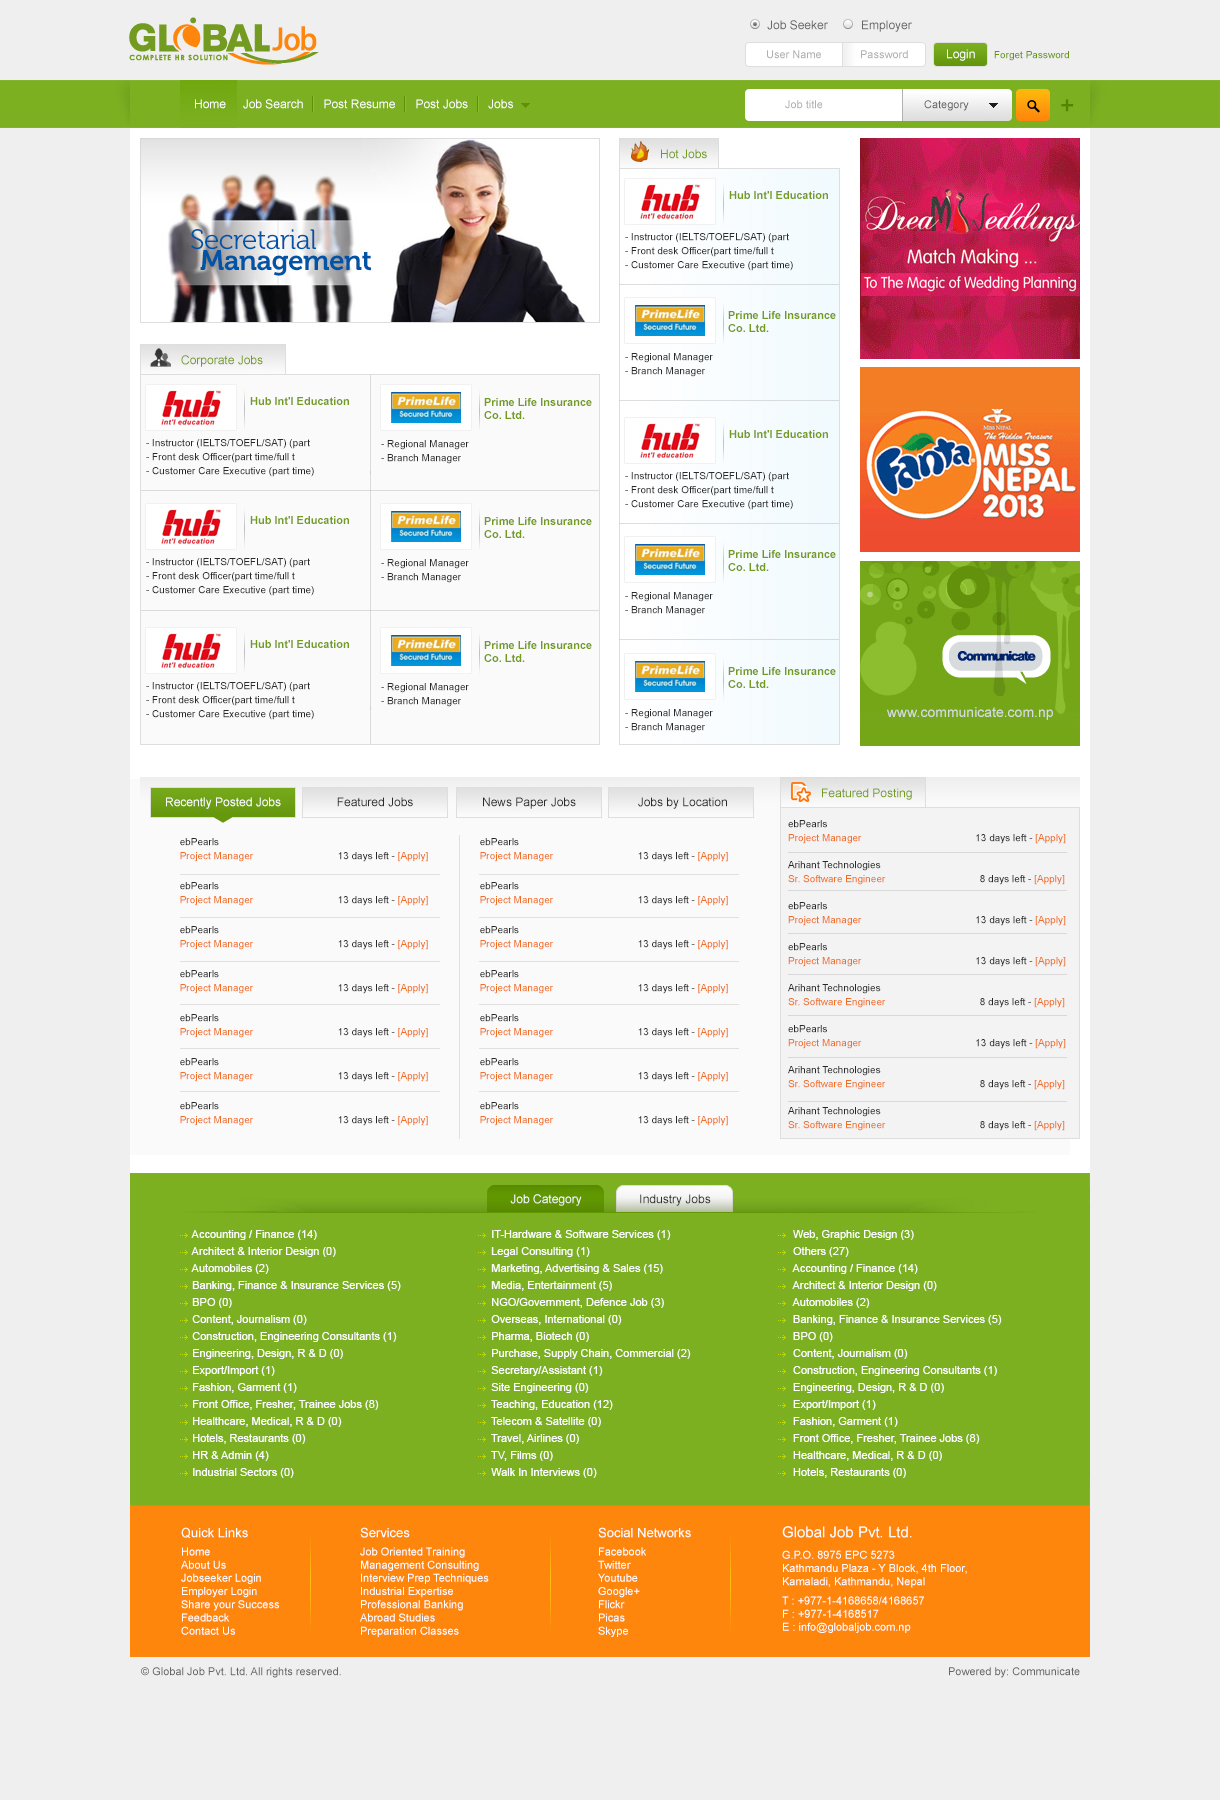 GLOBAL Job
COMPLETE HR SOLUTION
Job Seeker
Employer
User Name
Password
Login
Forget Password
Home
Job Search
Post Resume
Post Jobs
Jobs
Job title
Category
Secretarial
Management
Corporate Jobs
hub
int'l education
Hub Int'l Education
- Instructor (IELTS/TOEFL/SAT) (part
- Front desk Officer(part time/full t
- Customer Care Executive (part time)
PrimeLife
Secured Future
Prime Life Insurance
Co. Ltd.
- Regional Manager
- Branch Manager
hub
int'l education
Hub Int'l Education
- Instructor (IELTS/TOEFL/SAT) (part
- Front desk Officer(part time/full t
- Customer Care Executive (part time)
PrimeLife
Secured Future
Prime Life Insurance
Co. Ltd.
- Regional Manager
- Branch Manager
hub
int'l education
Hub Int'l Education
- Instructor (IELTS/TOEFL/SAT) (part
- Front desk Officer(part time/full t
- Customer Care Executive (part time)
PrimeLife
Secured Future
Prime Life Insurance
Co. Ltd.
- Regional Manager
- Branch Manager
Hot Jobs
hub
int'l education
Hub Int'l Education
- Instructor (IELTS/TOEFL/SAT) (part
- Front desk Officer(part time/full t
- Customer Care Executive (part time)
PrimeLife
Secured Future
Prime Life Insurance
Co. Ltd.
- Regional Manager
- Branch Manager
hub
int'l education
Hub Int'l Education
- Instructor (IELTS/TOEFL/SAT) (part
- Front desk Officer(part time/full t
- Customer Care Executive (part time)
PrimeLife
Secured Future
Prime Life Insurance
Co. Ltd.
- Regional Manager
- Branch Manager
PrimeLife
Secured Future
Prime Life Insurance
Co. Ltd.
- Regional Manager
- Branch Manager
DreaMS Weddings
Match Making ...
To The Magic of Wedding Planning
Fanta
MISS NEPAL
The Hidden Treasure
MISS
NEPAL
2013
Communicate
www.communicate.com.np
Recently Posted Jobs
Featured Jobs
News Paper Jobs
Jobs by Location
ebPearls
Project Manager 13 days left - [Apply]
ebPearls
Project Manager 13 days left - [Apply]
ebPearls
Project Manager 13 days left - [Apply]
ebPearls
Project Manager 13 days left - [Apply]
ebPearls
Project Manager 13 days left - [Apply]
ebPearls
Project Manager 13 days left - [Apply]
ebPearls
Project Manager 13 days left - [Apply]
ebPearls
Project Manager 13 days left - [Apply]
ebPearls
Project Manager 13 days left - [Apply]
ebPearls
Project Manager 13 days left - [Apply]
ebPearls
Project Manager 13 days left - [Apply]
ebPearls
Project Manager 13 days left - [Apply]
ebPearls
Project Manager 13 days left - [Apply]
ebPearls
Project Manager 13 days left - [Apply]
Featured Posting
ebPearls
Project Manager 13 days left - [Apply]
Arihant Technologies
Sr. Software Engineer 8 days left - [Apply]
ebPearls
Project Manager 13 days left - [Apply]
ebPearls
Project Manager 13 days left - [Apply]
Arihant Technologies
Sr. Software Engineer 8 days left - [Apply]
ebPearls
Project Manager 13 days left - [Apply]
Arihant Technologies
Sr. Software Engineer 8 days left - [Apply]
Arihant Technologies
Sr. Software Engineer 8 days left - [Apply]
Job Category
Industry Jobs
Accounting / Finance (14)
Architect & Interior Design (0)
Automobiles (2)
Banking, Finance & Insurance Services (5)
BPO (0)
Content, Journalism (0)
Construction, Engineering Consultants (1)
Engineering, Design, R & D (0)
Export/Import (1)
Fashion, Garment (1)
Front Office, Fresher, Trainee Jobs (8)
Healthcare, Medical, R & D (0)
Hotels, Restaurants (0)
HR & Admin (4)
Industrial Sectors (0)
IT-Hardware & Software Services (1)
Legal Consulting (1)
Marketing, Advertising & Sales (15)
Media, Entertainment (5)
NGO/Government, Defence Job (3)
Overseas, International (0)
Pharma, Biotech (0)
Purchase, Supply Chain, Commercial (2)
Secretary/Assistant (1)
Site Engineering (0)
Teaching, Education (12)
Telecom & Satellite (0)
Travel, Airlines (0)
TV, Films (0)
Walk In Interviews (0)
Web, Graphic Design (3)
Others (27)
Accounting / Finance (14)
Architect & Interior Design (0)
Automobiles (2)
Banking, Finance & Insurance Services (5)
BPO (0)
Content, Journalism (0)
Construction, Engineering Consultants (1)
Engineering, Design, R & D (0)
Export/Import (1)
Fashion, Garment (1)
Front Office, Fresher, Trainee Jobs (8)
Healthcare, Medical, R & D (0)
Hotels, Restaurants (0)
Quick Links
Home
About Us
Jobseeker Login
Employer Login
Share your Success
Feedback
Contact Us
Services
Job Oriented Training
Management Consulting
Interview Prep Techniques
Industrial Expertise
Professional Banking
Abroad Studies
Preparation Classes
Social Networks
Facebook
Twitter
Youtube
Google+
Flickr
Picas
Skype
Global Job Pvt. Ltd.
G.P.O. 8975 EPC 5273
Kathmandu Plaza - Y Block, 4th Floor,
Kamaladi, Kathmandu, Nepal
T : +977-1-4168658/4168657
F : +977-1-4168517
E : info@globaljob.com.np
© Global Job Pvt. Ltd. All rights reserved.
Powered by: Communicate